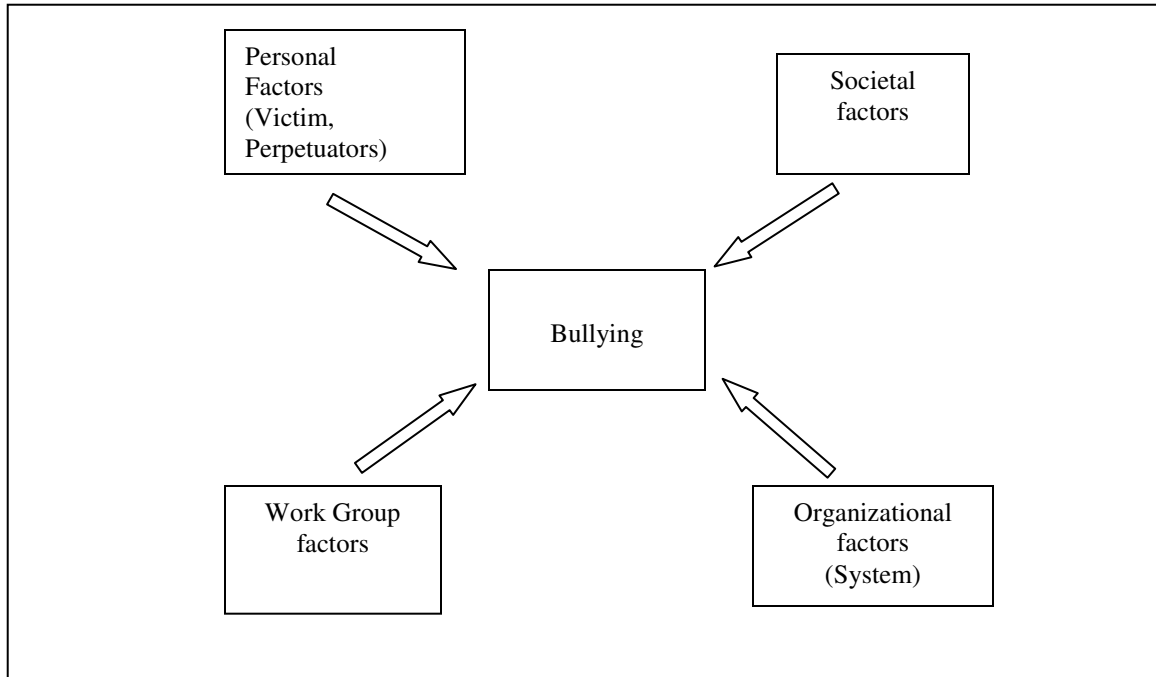 Personal
Factors
(Victim,
Perpetuators)
Societal
factors
Bullying
Work Group
factors
Organizational
factors
(System)